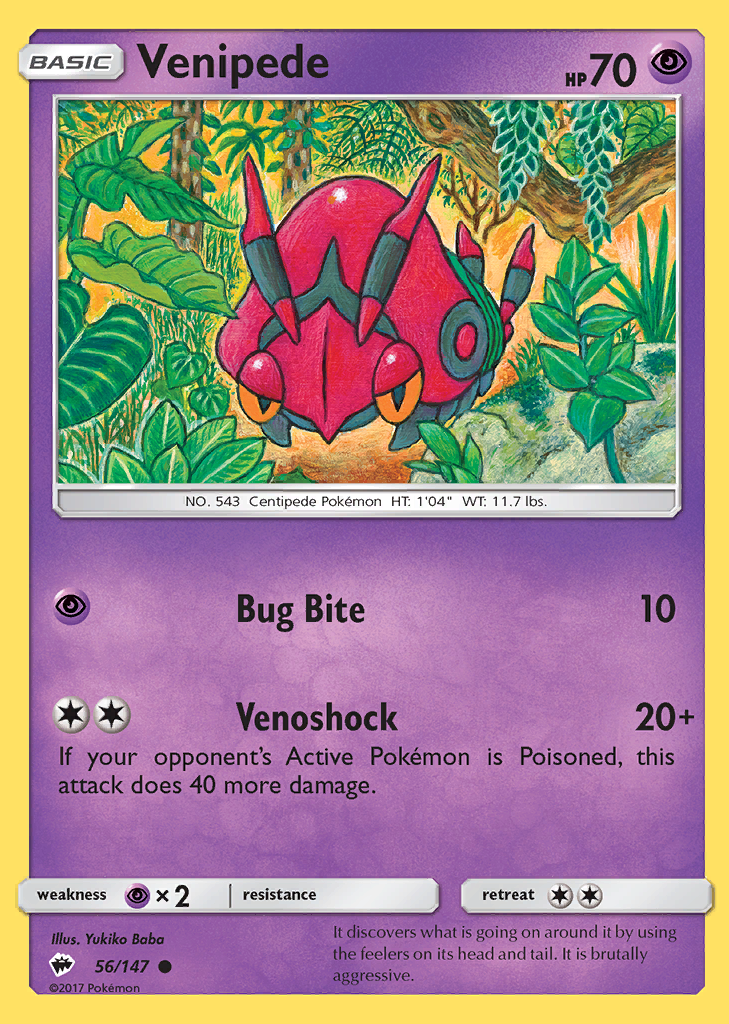 BASIC Venipede HP 70
NO. 543 Centipede Pokémon HT: 1'04" WT: 11.7 lbs.
Bug Bite 10
Venoshock 20+
If your opponent's Active Pokémon is Poisoned, this
attack does 40 more damage.
weakness × 2 resistance retreat
Illus. Yukiko Baba
56/147
©2017 Pokémon
It discovers what is going on around it by using
the feelers on its head and tail. It is brutally
aggressive.